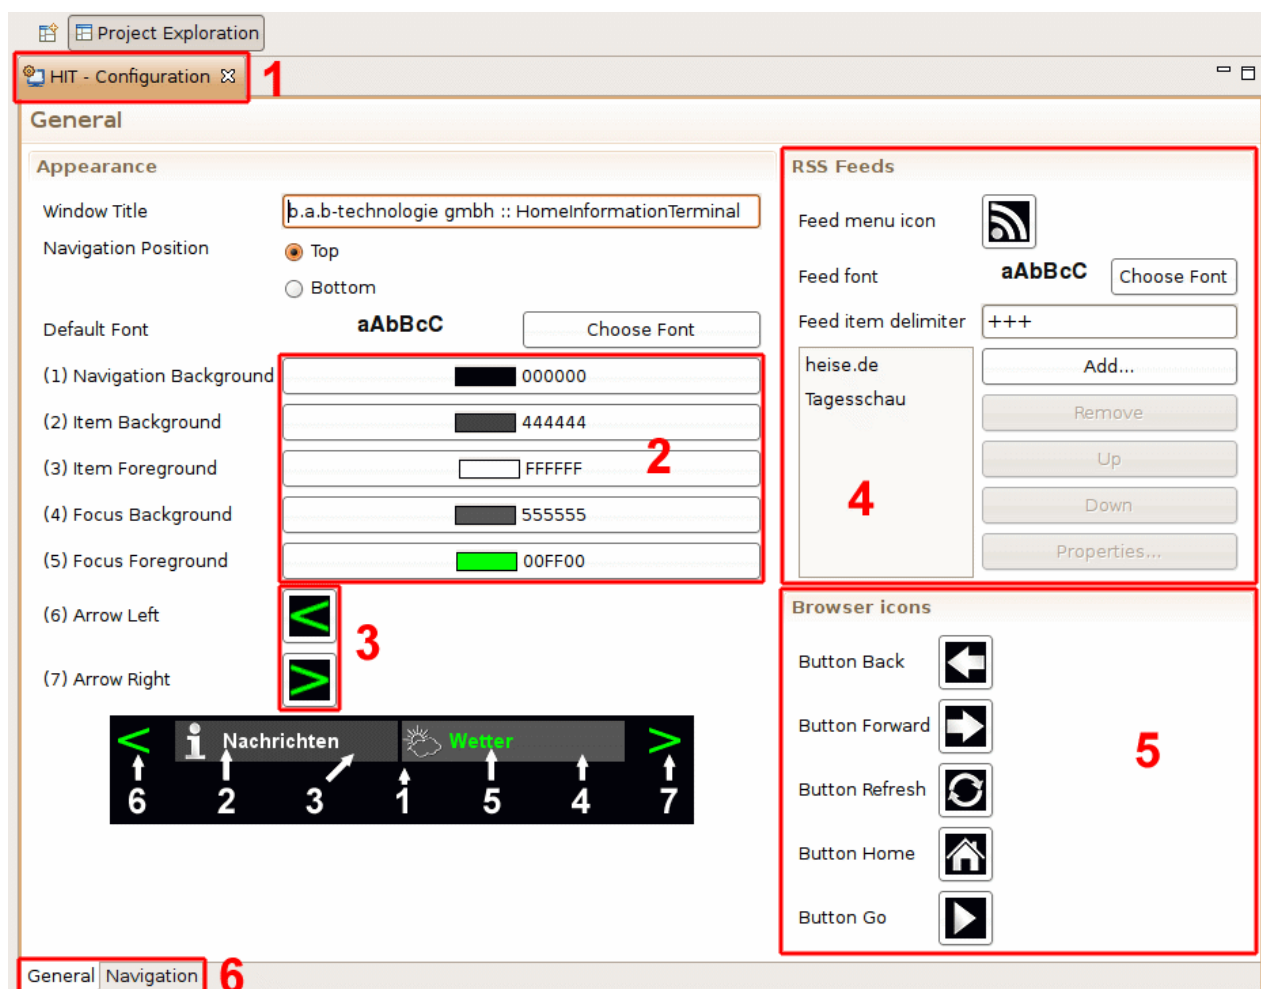 Project Exploration
HIT - Configuration
1
General
Appearance
Window Title
b.a.b-technologie gmbh :: HomeInformationTerminal
Navigation Position
Top
Bottom
Default Font
aAbBcC
Choose Font
(1) Navigation Background
000000
(2) Item Background
444444
(3) Item Foreground
FFFFFF
2
(4) Focus Background
555555
(5) Focus Foreground
00FF00
(6) Arrow Left
<
3
(7) Arrow Right
>
< Nachrichten Wetter >
6 2 3 1 5 4 7
RSS Feeds
Feed menu icon
Feed font
aAbBcC
Choose Font
Feed item delimiter
+++
heise.de
Tagesschau
4
Add...
Remove
Up
Down
Properties...
Browser icons
Button Back
Button Forward
5
Button Refresh
Button Home
Button Go
General Navigation
6